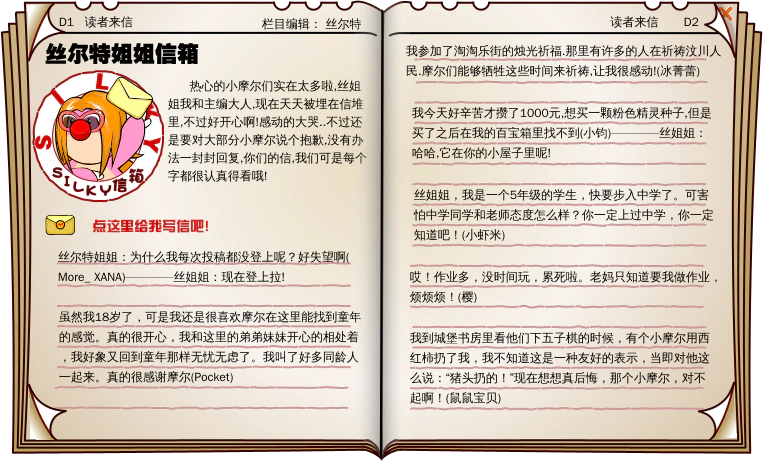 D1 读者来信
栏目编辑： 丝尔特
丝尔特姐姐信箱
SILKY
SILKY信箱
热心的小摩尔们实在太多啦,丝姐
姐我和主编大人,现在天天被埋在信堆
里,不过好开心啊!感动的大哭..不过还
是要对大部分小摩尔说个抱歉,没有办
法一封封回复,你们的信,我们可是每个
字都很认真得看哦!
点这里给我写信吧!
丝尔特姐姐：为什么我每次投稿都没登上呢？好失望啊(
More_ XANA)————丝姐姐：现在登上拉!
虽然我18岁了，可是我还是很喜欢摩尔在这里能找到童年
的感觉。真的很开心，我和这里的弟弟妹妹开心的相处着
，我好象又回到童年那样无忧无虑了。我叫了好多同龄人
一起来。真的很感谢摩尔(Pocket)
读者来信 D2
我参加了淘淘乐街的烛光祈福.那里有许多的人在祈祷汶川人
民.摩尔们能够牺牲这些时间来祈祷,让我很感动!(冰菁蕾)
我今天好辛苦才攒了1000元,想买一颗粉色精灵种子,但是
买了之后在我的百宝箱里找不到(小钧)————丝姐姐：
哈哈,它在你的小屋子里呢!
丝姐姐，我是一个5年级的学生，快要步入中学了。可害
怕中学同学和老师态度怎么样？你一定上过中学，你一定
知道吧！(小虾米)
哎！作业多，没时间玩，累死啦。老妈只知道要我做作业，
烦烦烦！(樱)
我到城堡书房里看他们下五子棋的时候，有个小摩尔用西
红柿扔了我，我不知道这是一种友好的表示，当即对他这
么说：“猪头扔的！”现在想想真后悔，那个小摩尔，对不
起啊！(鼠鼠宝贝)